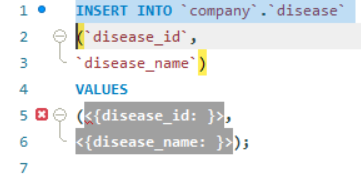 1 INSERT INTO `company`.`disease`
2 (`disease_id`,
3 `disease_name`)
4 VALUES
5 (<{disease_id: }>,
6 <{disease_name: }>);
7